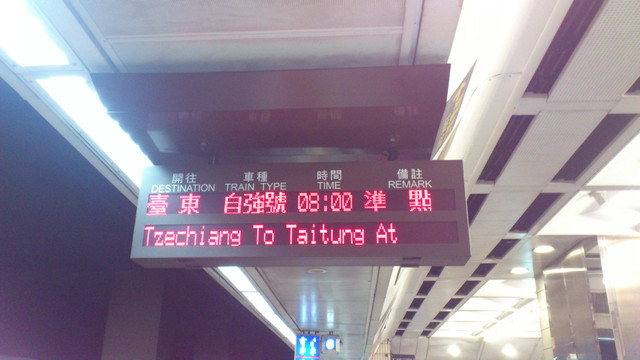 開往 車種 時間 備註
DESTINATION TRAIN TYPE TIME REMARK
臺東 自強號 08:00 準點
Tzechiang To Taitung At